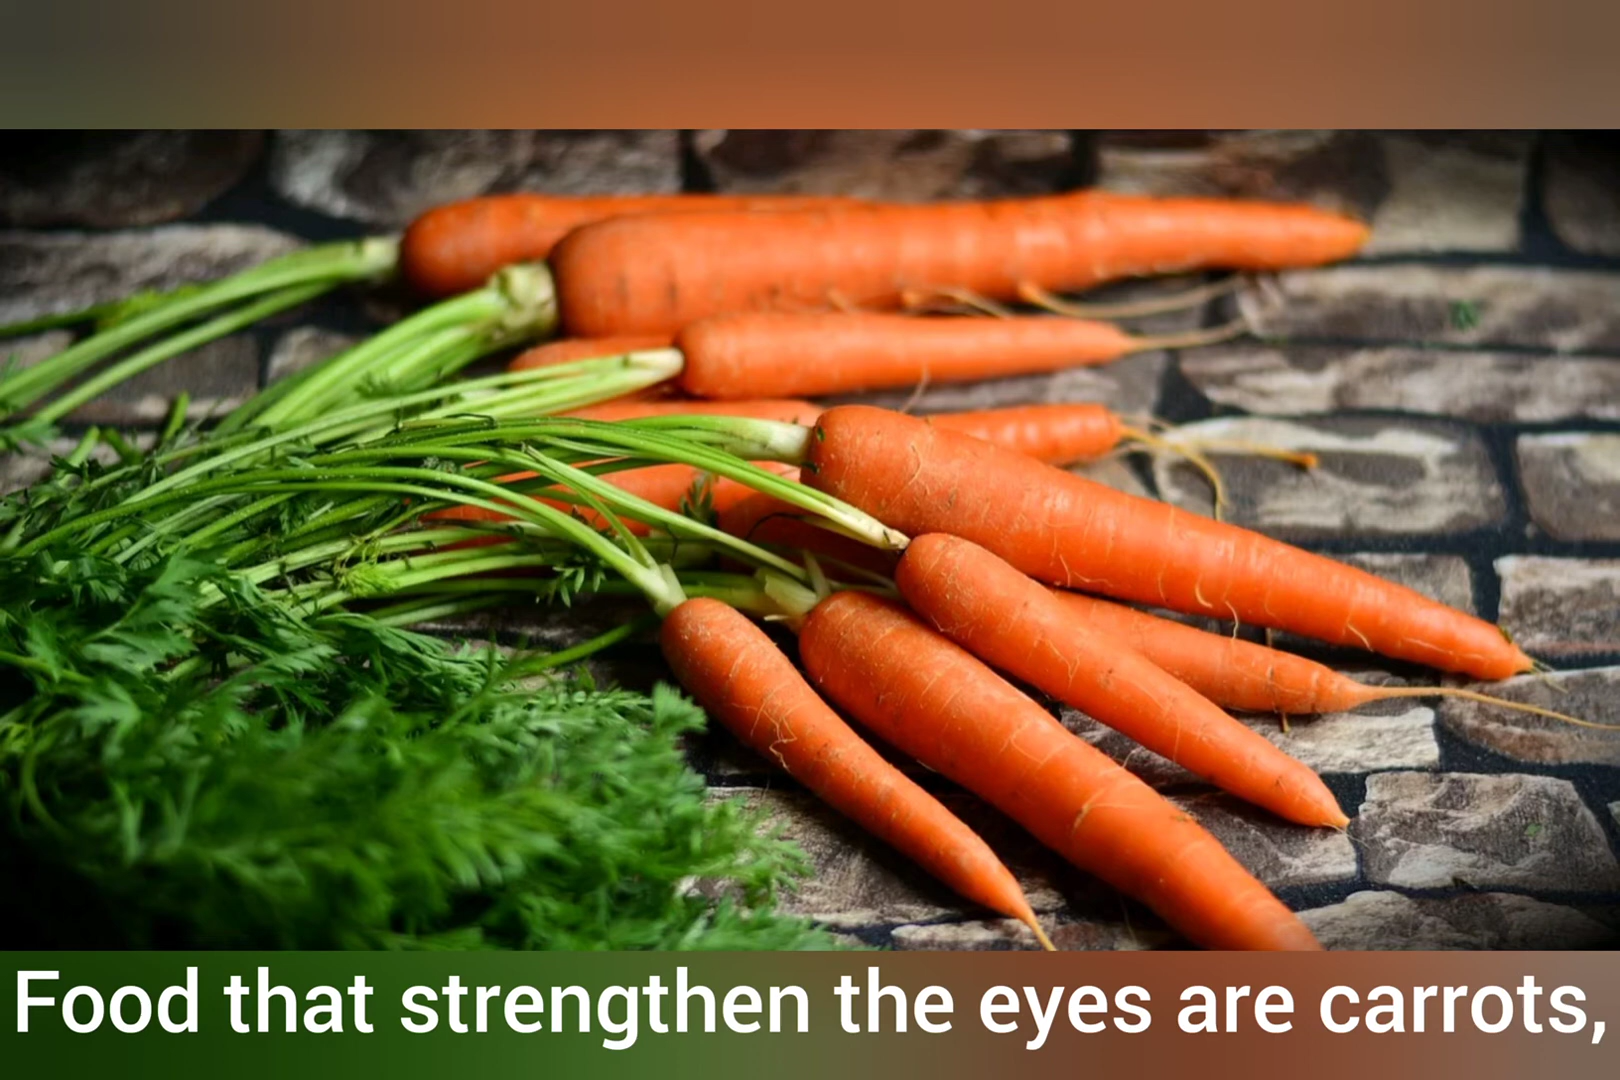 Food that strengthen the eyes are carrots,